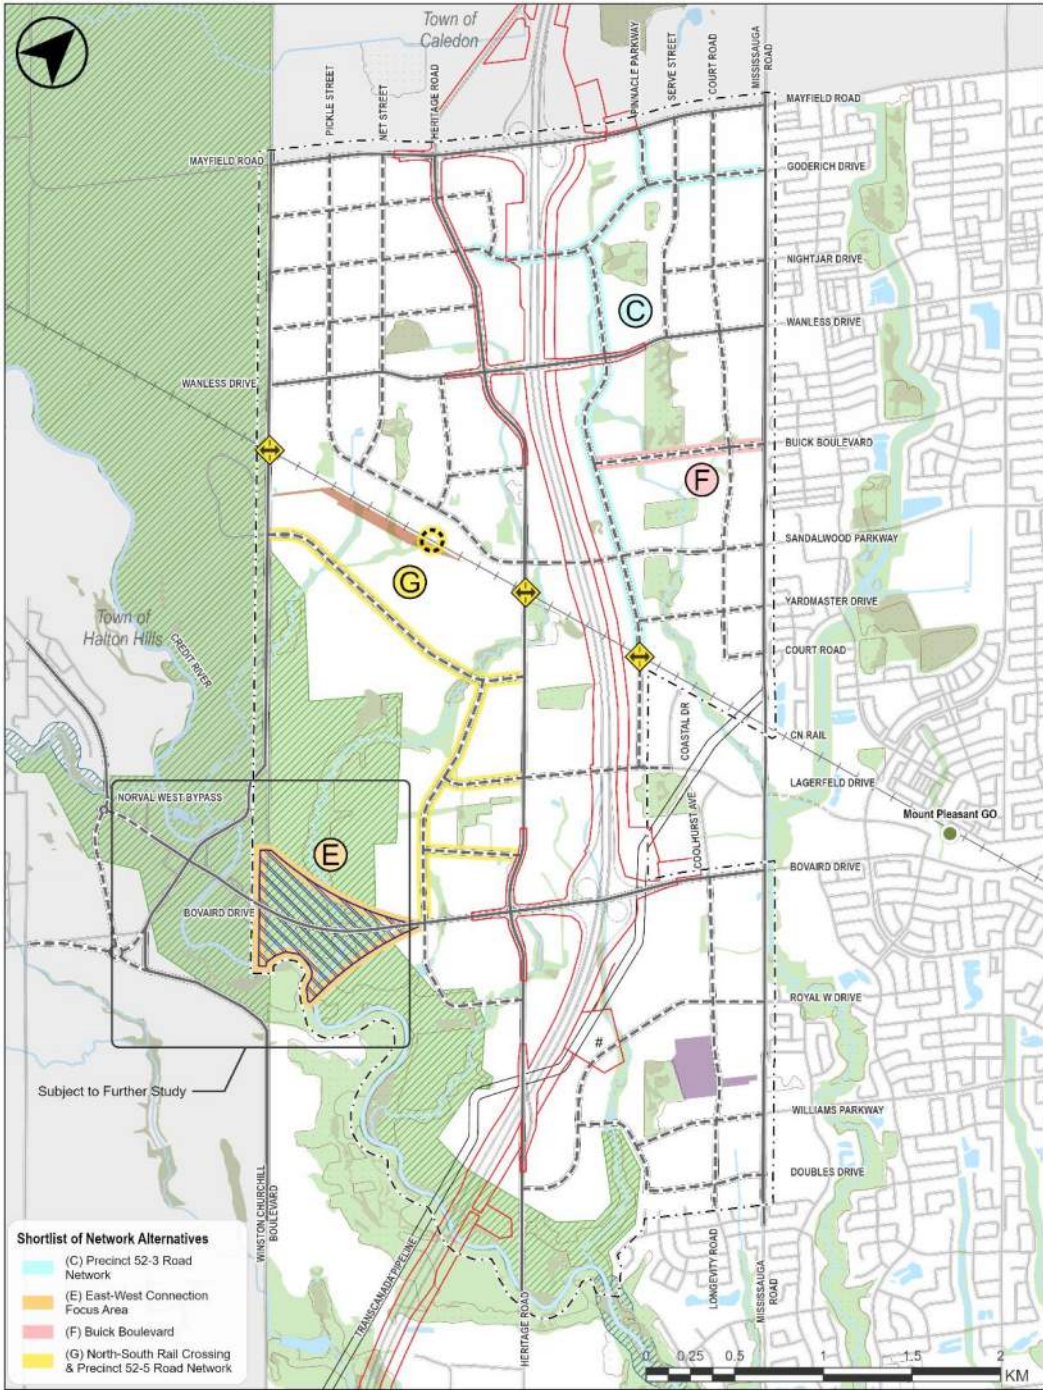 Town of
Caledon
PICKLE STREET
NET STREET
HERITAGE ROAD
PINNACLE PARKWAY
SERVE STREET
COURT ROAD
MISSISSAUGA
ROAD
MAYFIELD ROAD
MAYFIELD ROAD
GODERICH DRIVE
NIGHTJAR DRIVE
C
WANLESS DRIVE
WANLESS DRIVE
BUICK BOULEVARD
F
SANDALWOOD PARKWAY
G
YARDMASTER DRIVE
Town of
Halton Hills
CREDIT RIVER
COURT ROAD
COASTAL DR
CN RAIL
LAGERFELD DRIVE
NORVAL WEST BYPASS
Mount Pleasant GO
COOLHURST AVE
E
BOVAIRD DRIVE
BOVAIRD DRIVE
ROYAL W DRIVE
#
Subject to Further Study
WILLIAMS PARKWAY
DOUBLES DRIVE
WINSTON CHURCHILL
BOULEVARD
TRANSCANADA PIPELINE
HERITAGE ROAD
LONGEVITY ROAD
MISSISSAUGA
ROAD
Shortlist of Network Alternatives
(C) Precinct 52-3 Road
Network
(E) East-West Connection
Focus Area
(F) Buick Boulevard
(G) North-South Rail Crossing
& Precinct 52-5 Road Network
0 0.25 0.5 1 1.5 2
KM